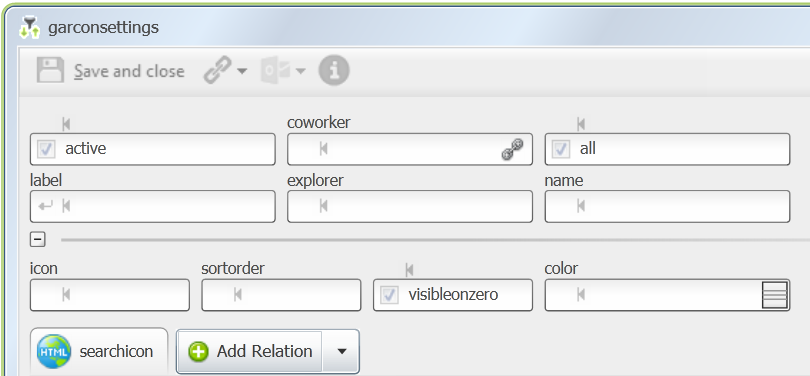 garconsettings
Save and close
coworker
active
all
label explorer name
icon sortorder color
visibleonzero
HTML searchicon Add Relation